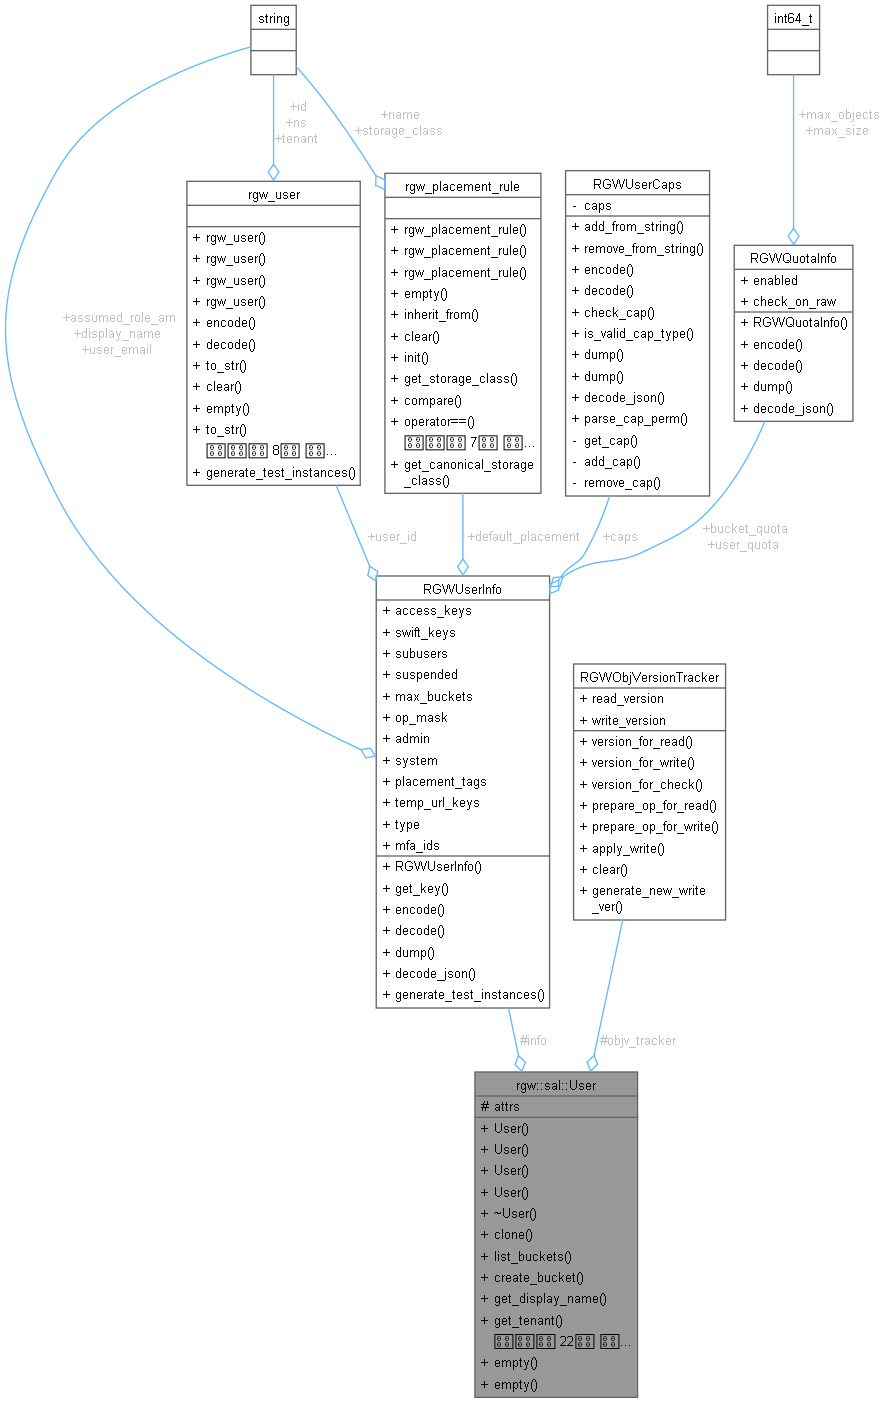 string
int64_t
+id
+ns
+tenant
+name
+storage_class
+max_objects
+max_size
rgw_user
+ rgw_user()
+ rgw_user()
+ rgw_user()
+ rgw_user()
+ encode()
+ decode()
+ to_str()
+ clear()
+ empty()
+ to_str()
8
...
+ generate_test_instances()
rgw_placement_rule
+ rgw_placement_rule()
+ rgw_placement_rule()
+ rgw_placement_rule()
+ empty()
+ inherit_from()
+ clear()
+ init()
+ get_storage_class()
+ compare()
+ operator==()
7
...
+ get_canonical_storage
_class()
RGWUserCaps
- caps
+ add_from_string()
+ remove_from_string()
+ encode()
+ decode()
+ check_cap()
+ is_valid_cap_type()
+ dump()
+ dump()
+ decode_json()
+ parse_cap_perm()
- get_cap()
- add_cap()
- remove_cap()
RGWQuotaInfo
+ enabled
+ check_on_raw
+ RGWQuotaInfo()
+ encode()
+ decode()
+ dump()
+ decode_json()
+assumed_role_arn
+display_name
+user_email
+user_id
+default_placement
+caps
+bucket_quota
+user_quota
RGWUserInfo
+ access_keys
+ swift_keys
+ subusers
+ suspended
+ max_buckets
+ op_mask
+ admin
+ system
+ placement_tags
+ temp_url_keys
+ type
+ mfa_ids
+ RGWUserInfo()
+ get_key()
+ encode()
+ decode()
+ dump()
+ decode_json()
+ generate_test_instances()
RGWObjVersionTracker
+ read_version
+ write_version
+ version_for_read()
+ version_for_write()
+ version_for_check()
+ prepare_op_for_read()
+ prepare_op_for_write()
+ apply_write()
+ clear()
+ generate_new_write
_ver()
#info
#objv_tracker
rgw::sal::User
# attrs
+ User()
+ User()
+ User()
+ User()
+ ~User()
+ clone()
+ list_buckets()
+ create_bucket()
+ get_display_name()
+ get_tenant()
22
...
+ empty()
+ empty()